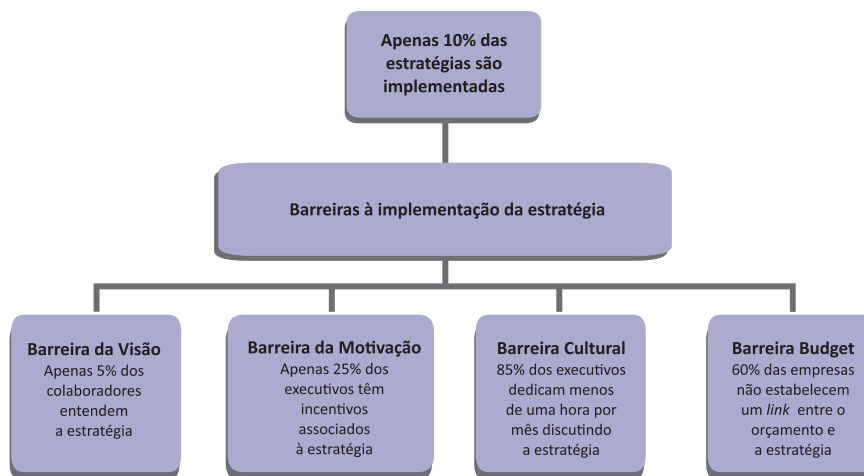 Apenas 10% das
estratégias são
implementadas
Barreiras à implementação da estratégia
Barreira da Visão
Apenas 5% dos
colaboradores
entendem
a estratégia
Barreira da Motivação
Apenas 25% dos
executivos têm
incentivos
associados
à estratégia
Barreira Cultural
85% dos executivos
dedicam menos
de uma hora por
mês discutindo
a estratégia
Barreira Budget
60% das empresas
não estabelecem
um link entre o
orçamento e
a estratégia